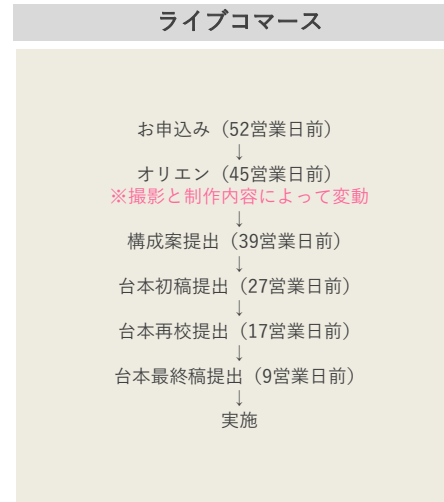 ライブコマース
お申込み（52営業日前）
↓
オリエン（45営業日前）
※撮影と制作内容によって変動
↓
構成案提出（39営業日前）
↓
台本初稿提出（27営業日前）
↓
台本再校提出（17営業日前）
↓
台本最終稿提出（9営業日前）
↓
実施